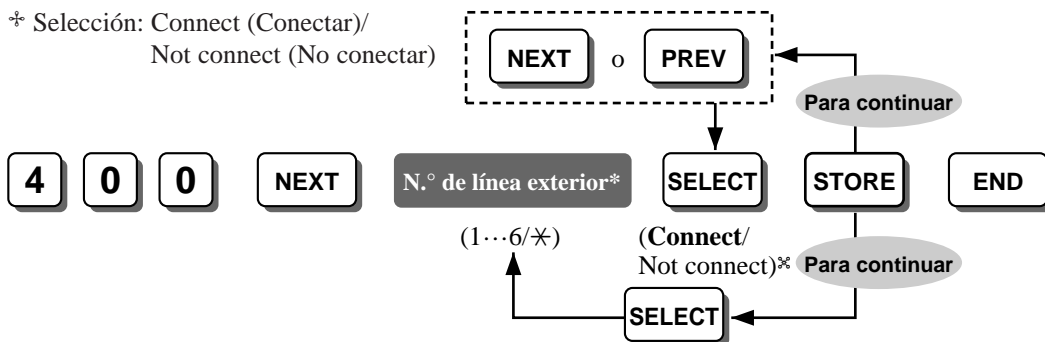 ✢ Selección: Connect (Conectar)/
Not connect (No conectar)
NEXT o PREV
Para continuar
4 0 0 NEXT N.° de línea exterior* SELECT STORE END
(1···6/✳) (Connect/
Not connect)⌘ Para continuar
SELECT